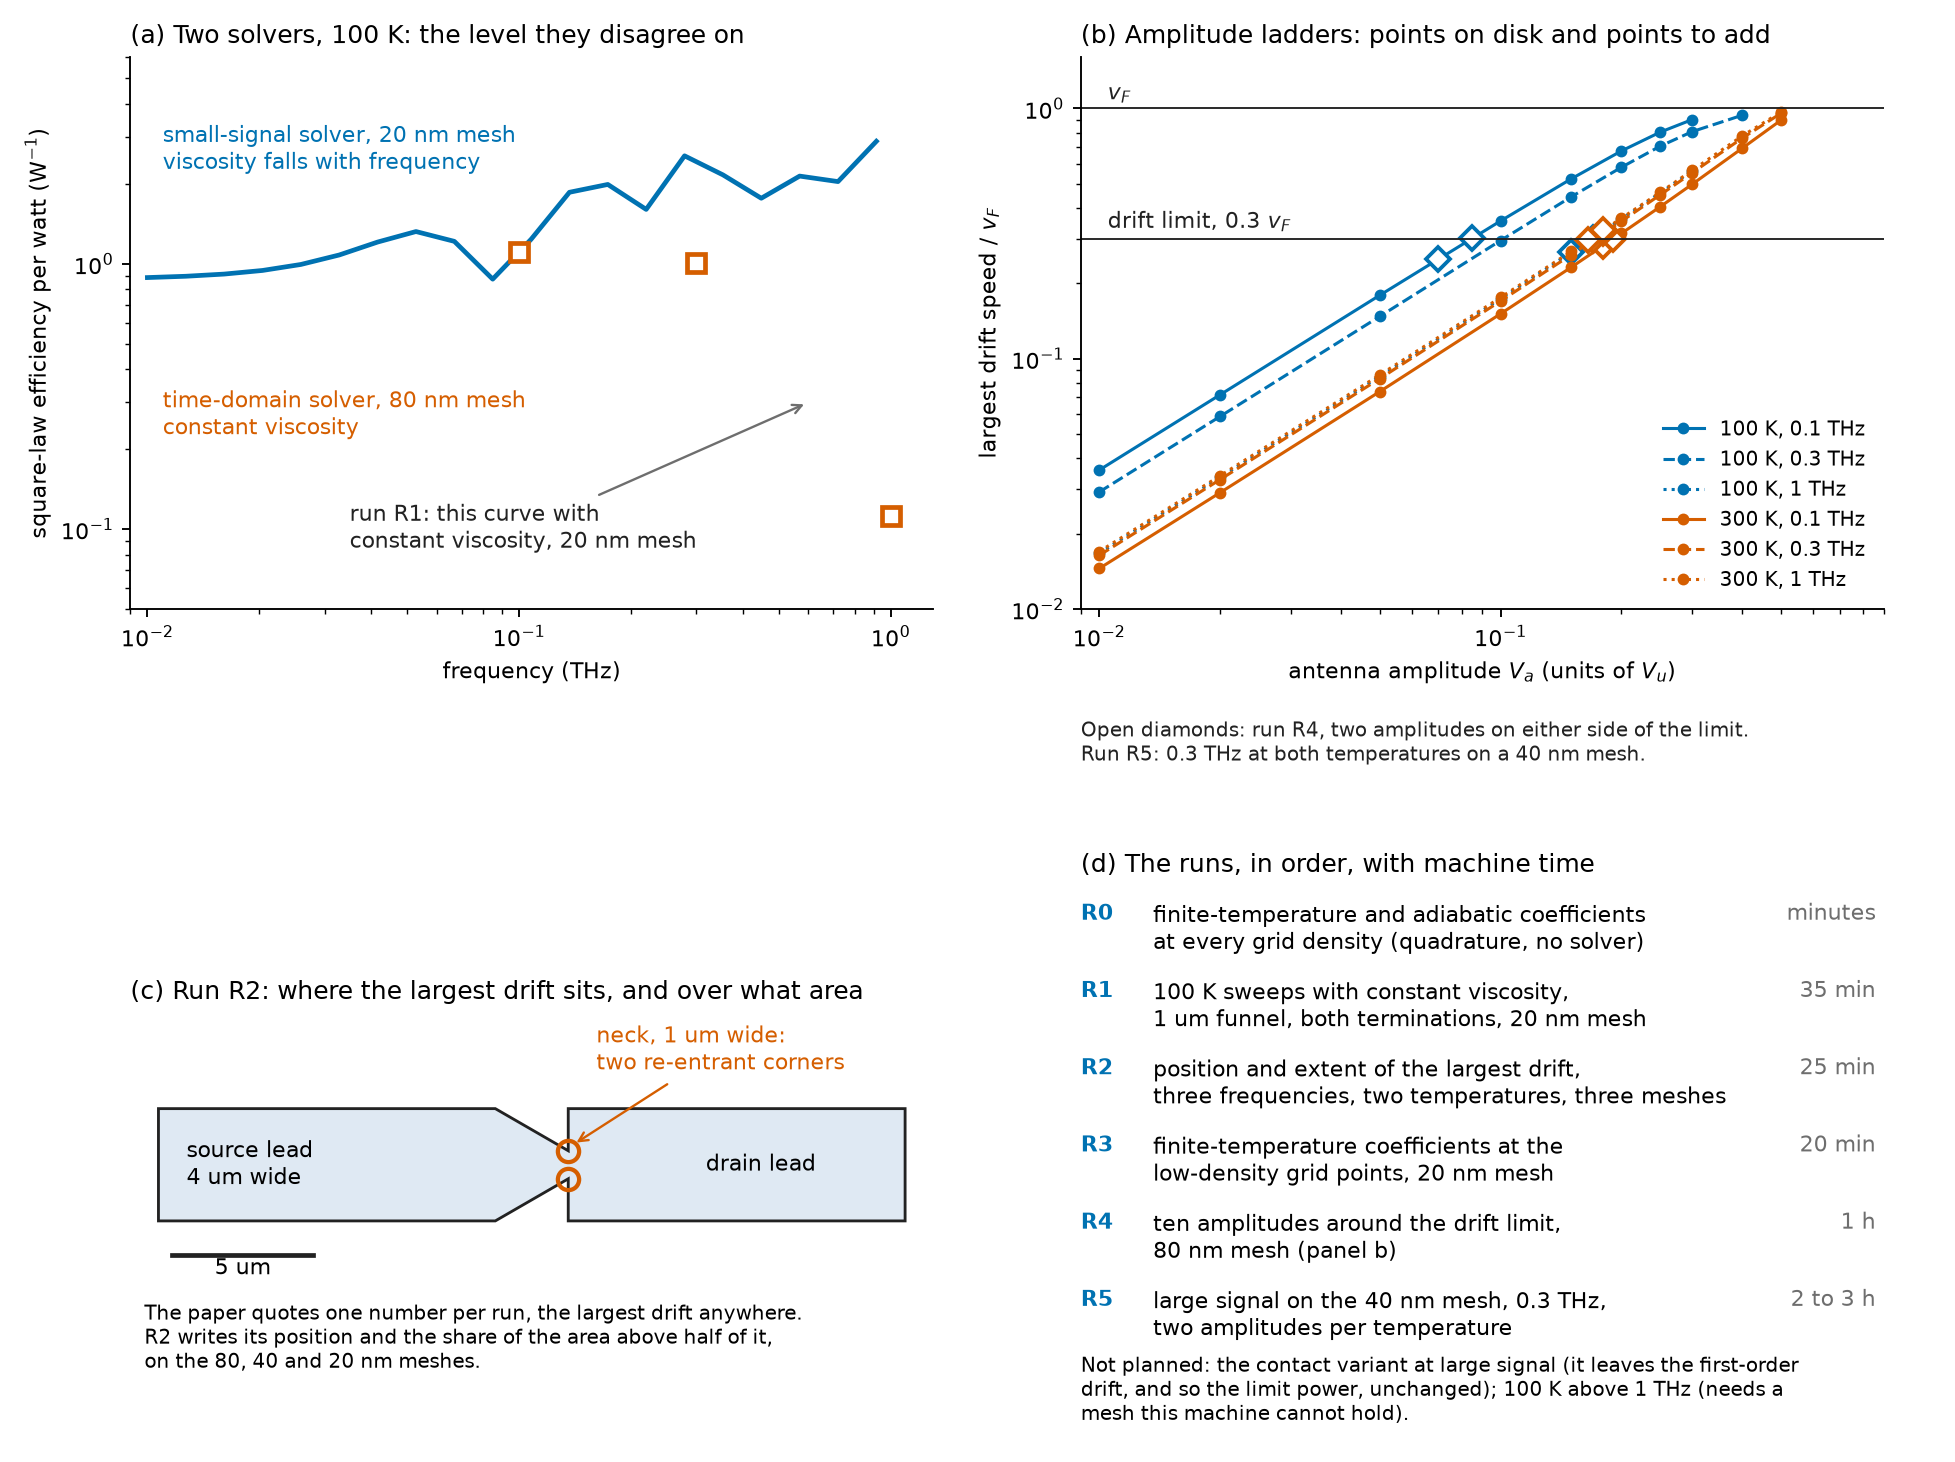 (a) Two solvers, 100 K: the level they disagree on
square-law efficiency per watt (W⁻¹)
10⁰
10⁻¹
small-signal solver, 20 nm mesh
viscosity falls with frequency
time-domain solver, 80 nm mesh
constant viscosity
run R1: this curve with
constant viscosity, 20 nm mesh
10⁻²
10⁻¹
10⁰
frequency (THz)
(b) Amplitude ladders: points on disk and points to add
largest drift speed / v_F
10⁰
10⁻¹
10⁻²
v_F
drift limit, 0.3 v_F
100 K, 0.1 THz
100 K, 0.3 THz
100 K, 1 THz
300 K, 0.1 THz
300 K, 0.3 THz
300 K, 1 THz
10⁻²
10⁻¹
antenna amplitude V_a (units of V_u)
Open diamonds: run R4, two amplitudes on either side of the limit.
Run R5: 0.3 THz at both temperatures on a 40 nm mesh.
(c) Run R2: where the largest drift sits, and over what area
neck, 1 um wide:
two re-entrant corners
source lead
4 um wide
drain lead
5 um
The paper quotes one number per run, the largest drift anywhere.
R2 writes its position and the share of the area above half of it,
on the 80, 40 and 20 nm meshes.
(d) The runs, in order, with machine time
R0 finite-temperature and adiabatic coefficients minutes
at every grid density (quadrature, no solver)
R1 100 K sweeps with constant viscosity, 35 min
1 um funnel, both terminations, 20 nm mesh
R2 position and extent of the largest drift, 25 min
three frequencies, two temperatures, three meshes
R3 finite-temperature coefficients at the 20 min
low-density grid points, 20 nm mesh
R4 ten amplitudes around the drift limit, 1 h
80 nm mesh (panel b)
R5 large signal on the 40 nm mesh, 0.3 THz, 2 to 3 h
two amplitudes per temperature
Not planned: the contact variant at large signal (it leaves the first-order
drift, and so the limit power, unchanged); 100 K above 1 THz (needs a
mesh this machine cannot hold).